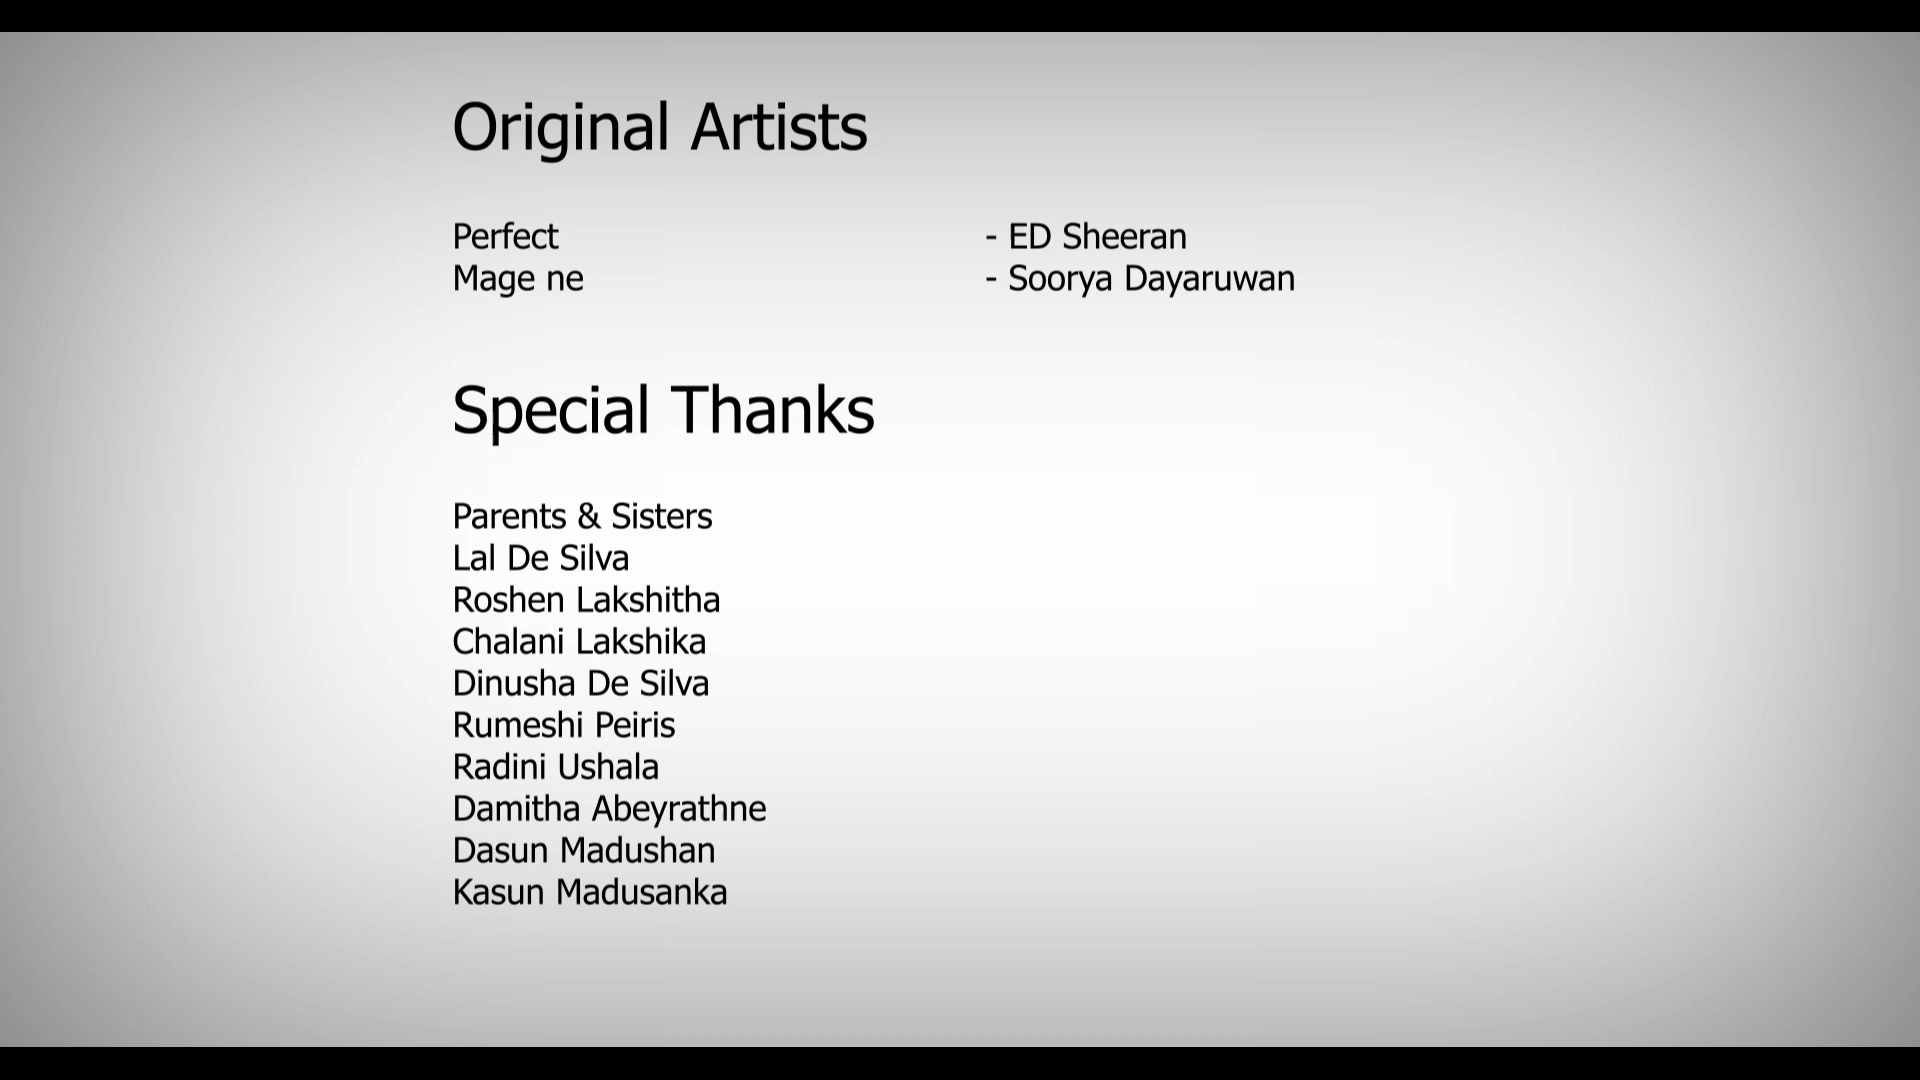 Original Artists
Perfect - ED Sheeran
Mage ne - Soorya Dayaruwan
Special Thanks
Parents & Sisters
Lal De Silva
Roshen Lakshitha
Chalani Lakshika
Dinusha De Silva
Rumeshi Peiris
Radini Ushala
Damitha Abeyrathne
Dasun Madushan
Kasun Madusanka